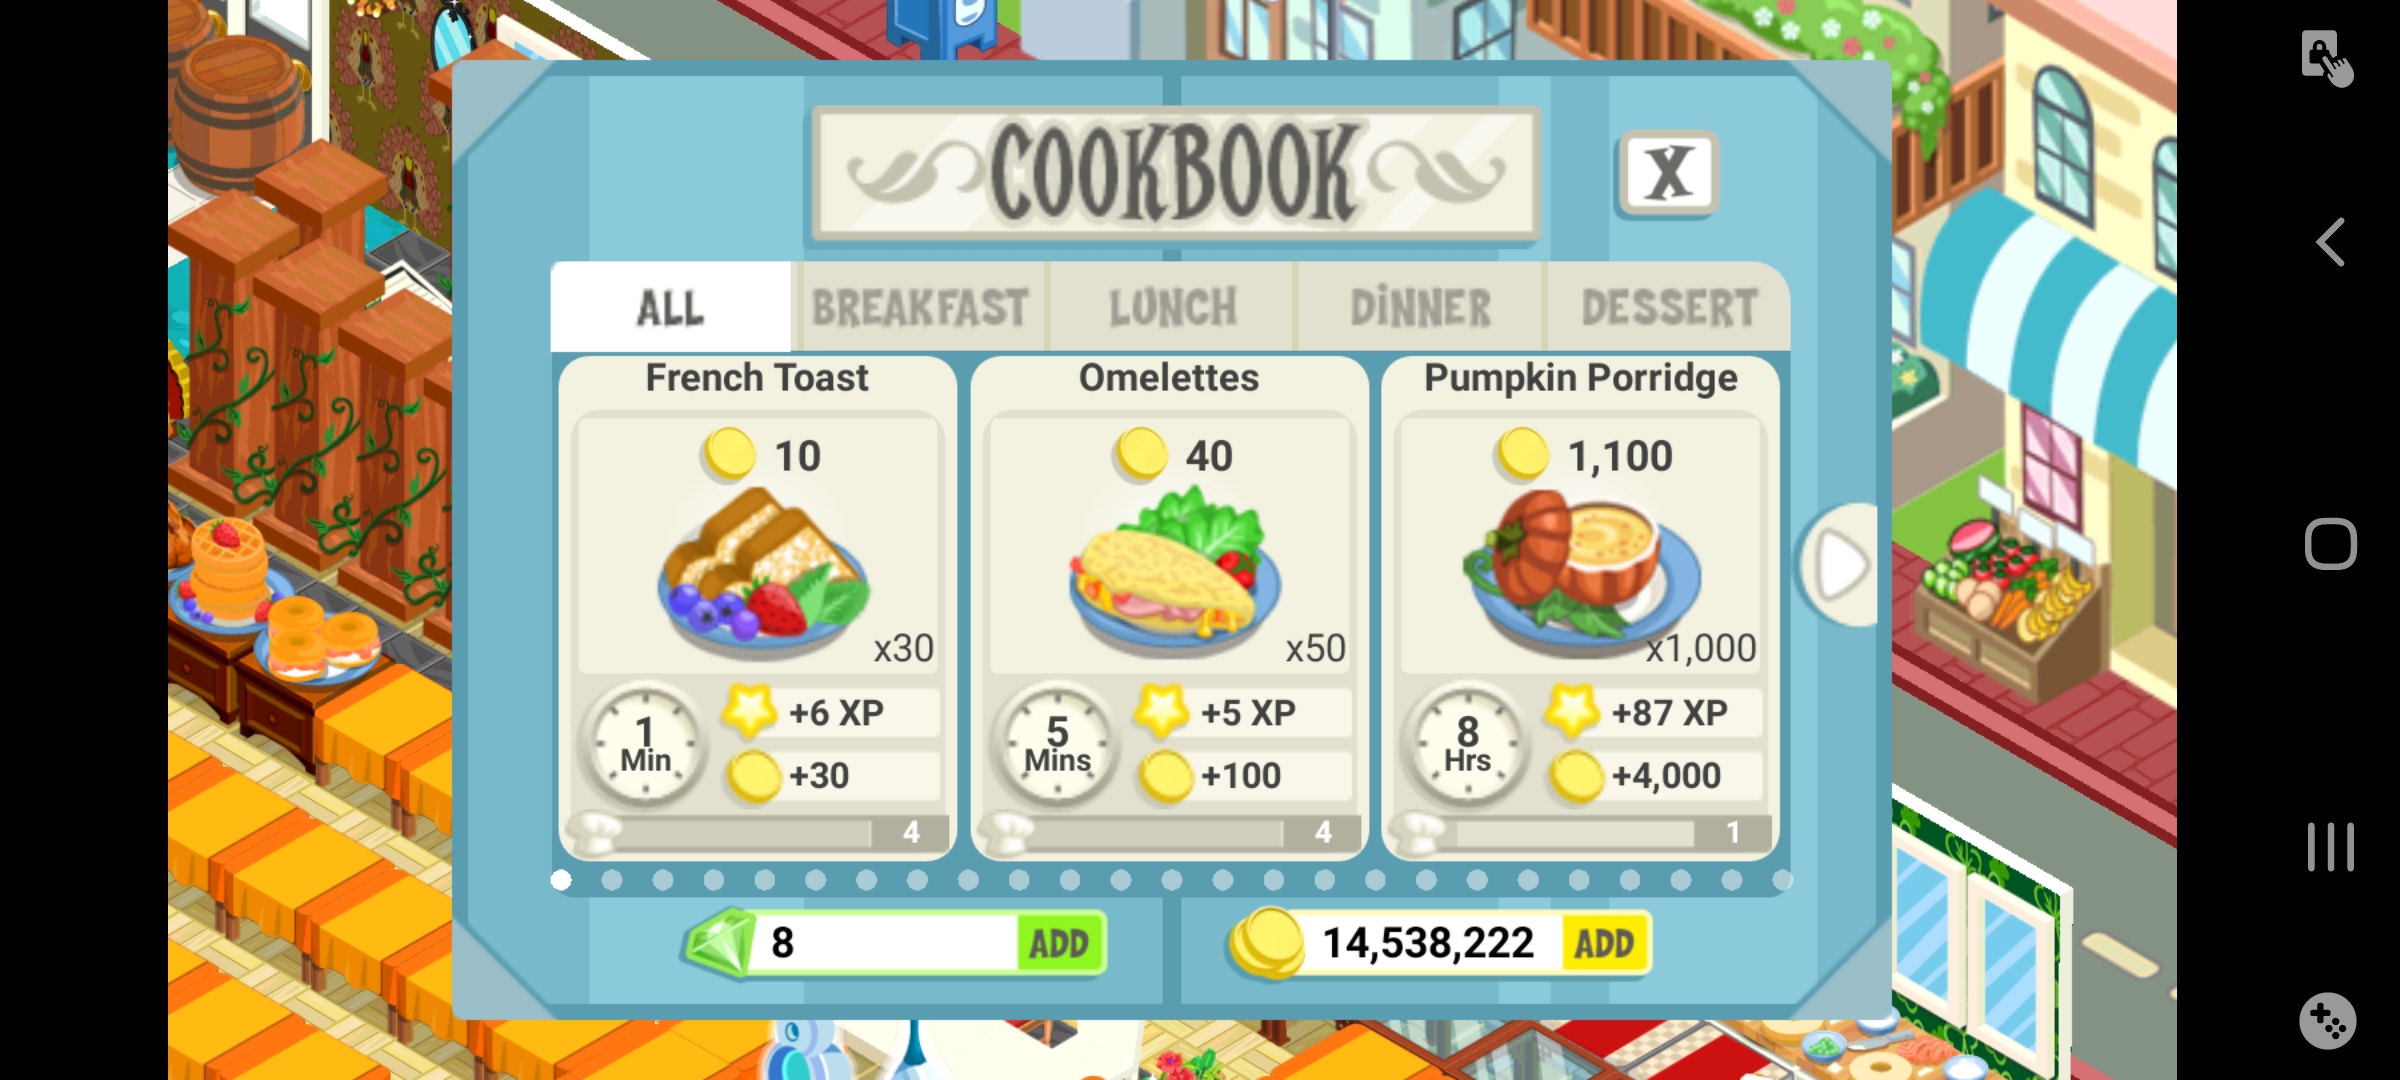 COOKBOOK
X
ALL
BREAKFAST
LUNCH
DINNER
DESSERT
French Toast
10
x30
1
Min
+6 XP
+30
4
Omelettes
40
x50
5
Mins
+5 XP
+100
4
Pumpkin Porridge
1,100
x1,000
8
Hrs
+87 XP
+4,000
1
8
ADD
14,538,222
ADD